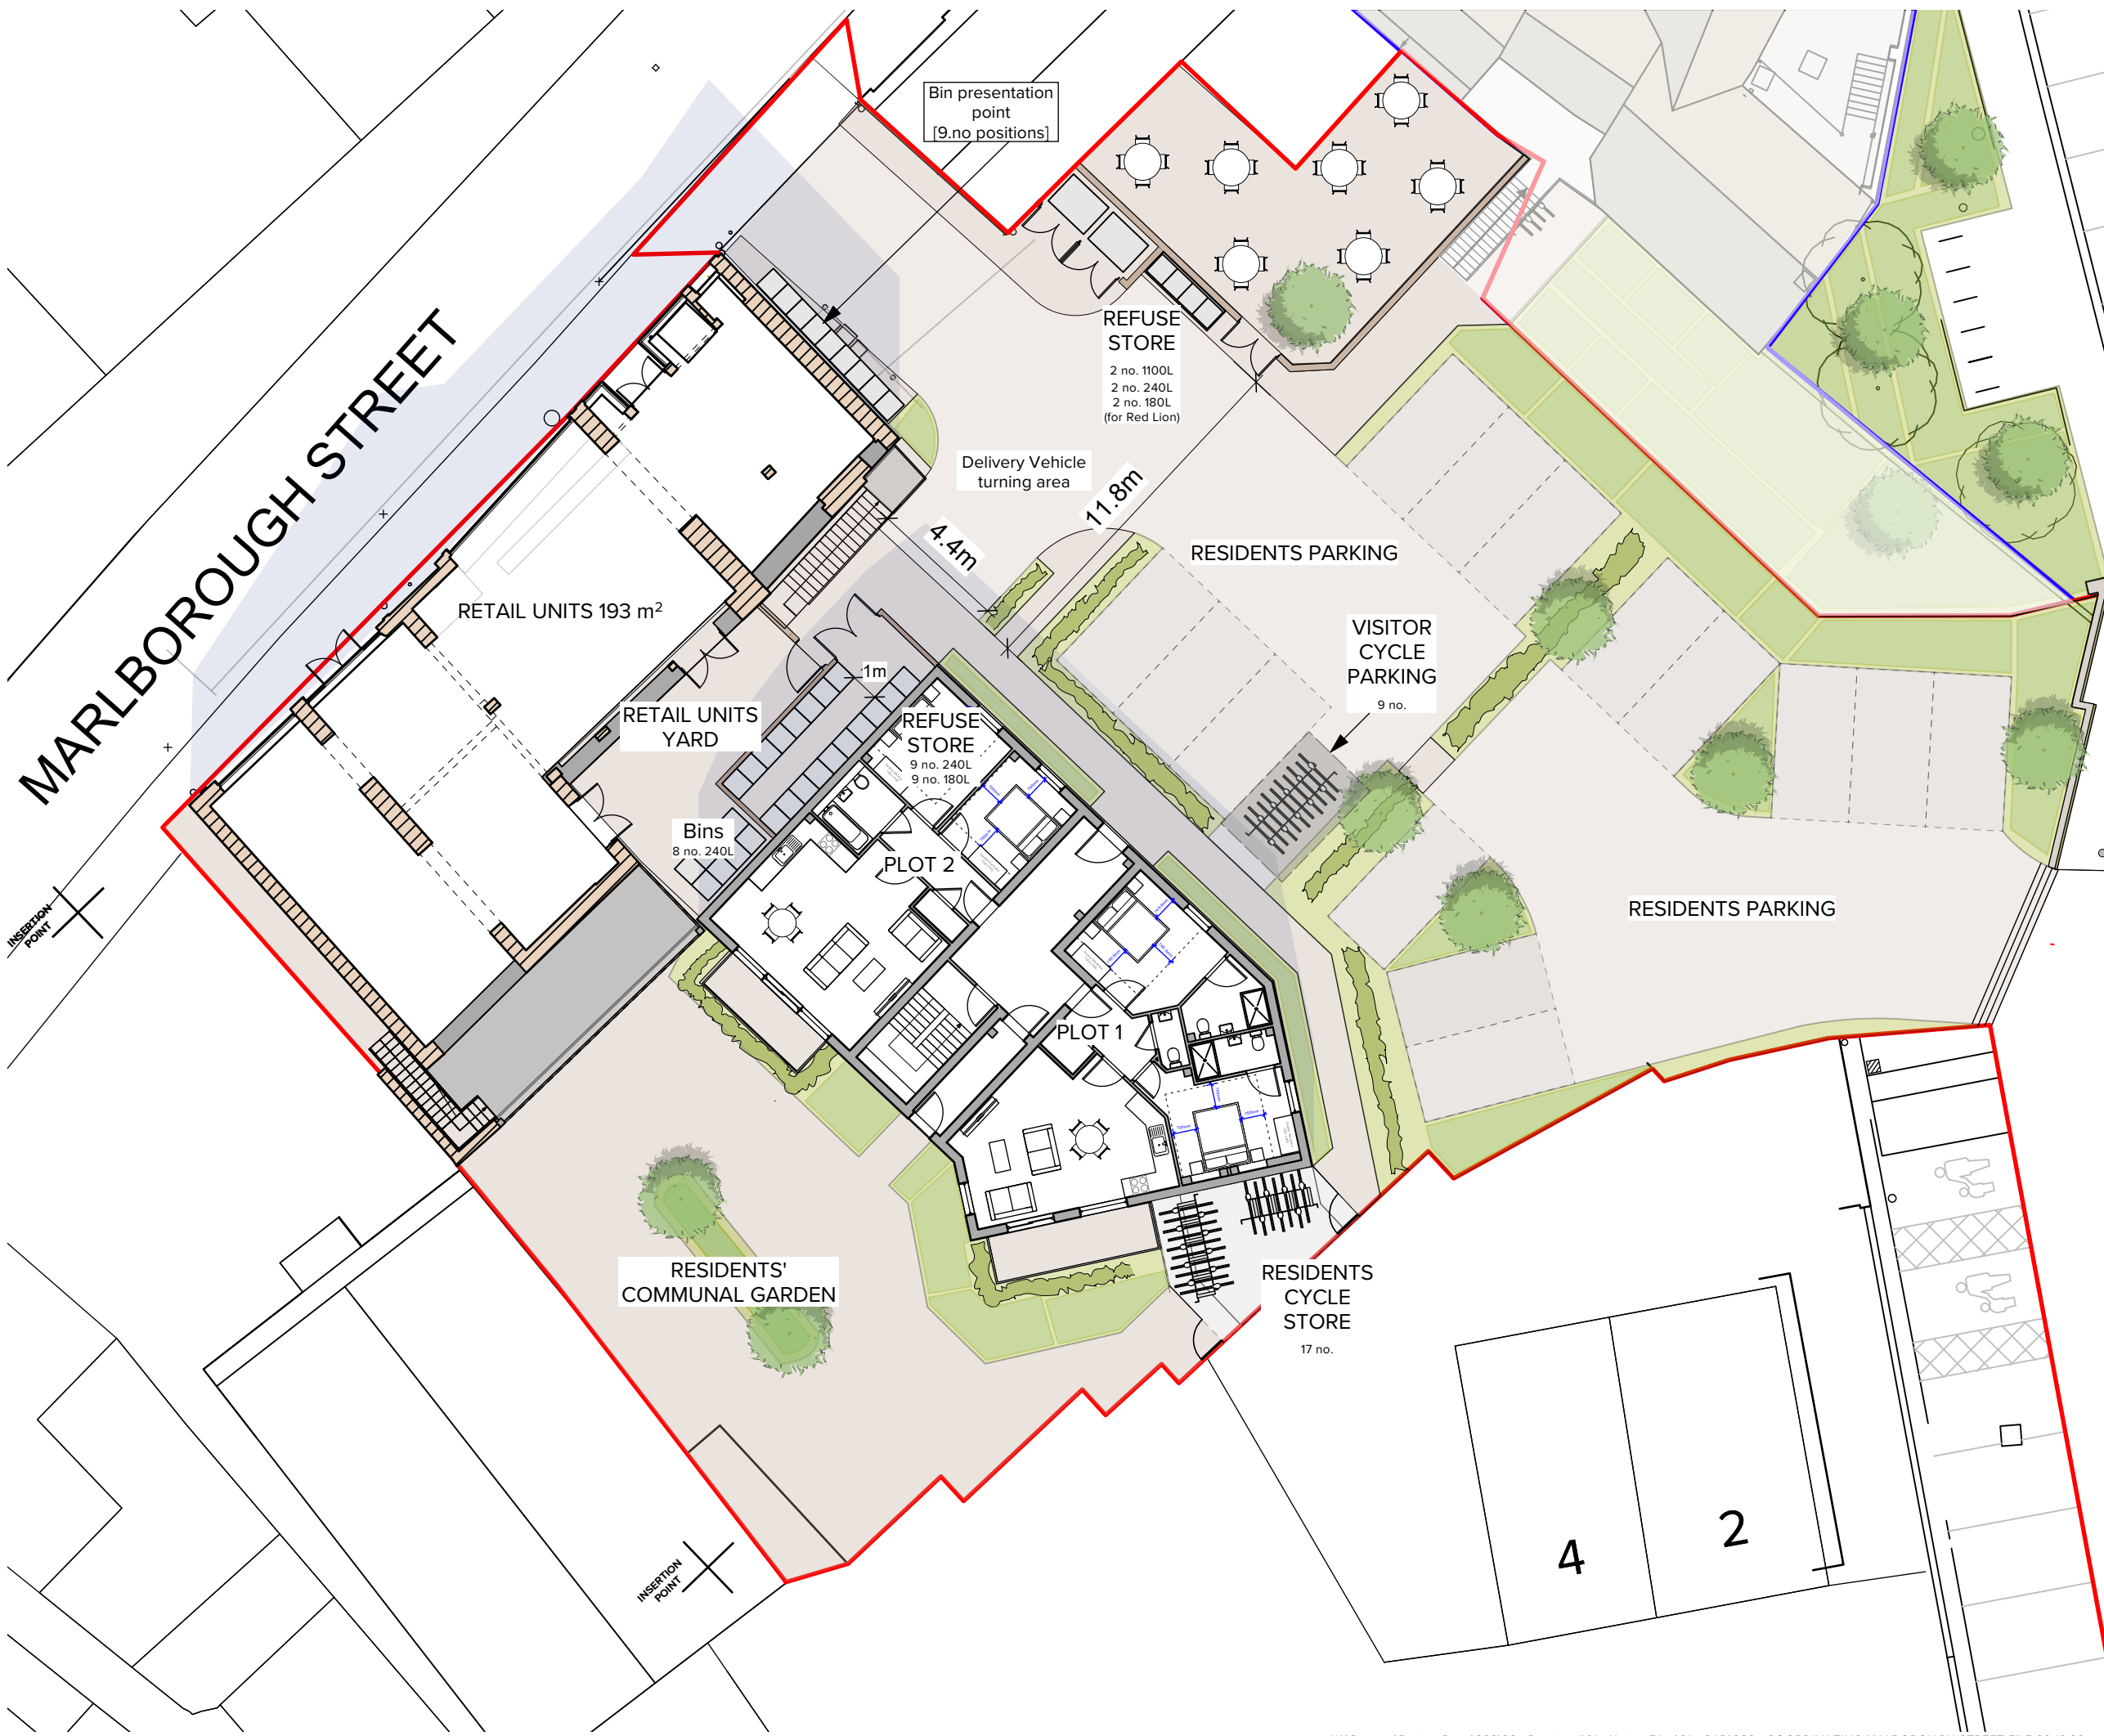 Bin presentation
point
[9.no positions]
MARLBOROUGH STREET
REFUSE
STORE
2 no. 1100L
2 no. 240L
2 no. 180L
(for Red Lion)
Delivery Vehicle
turning area
11.8m
4.4m
RESIDENTS PARKING
RETAIL UNITS 193 m²
VISITOR
CYCLE
PARKING
9 no.
1m
RETAIL UNITS
YARD
REFUSE
STORE
9 no. 240L
9 no. 180L
Bins
8 no. 240L
PLOT 2
RESIDENTS PARKING
INSERTION
POINT
PLOT 1
RESIDENTS'
COMMUNAL GARDEN
RESIDENTS
CYCLE
STORE
17 no.
4
2
INSERTION
POINT